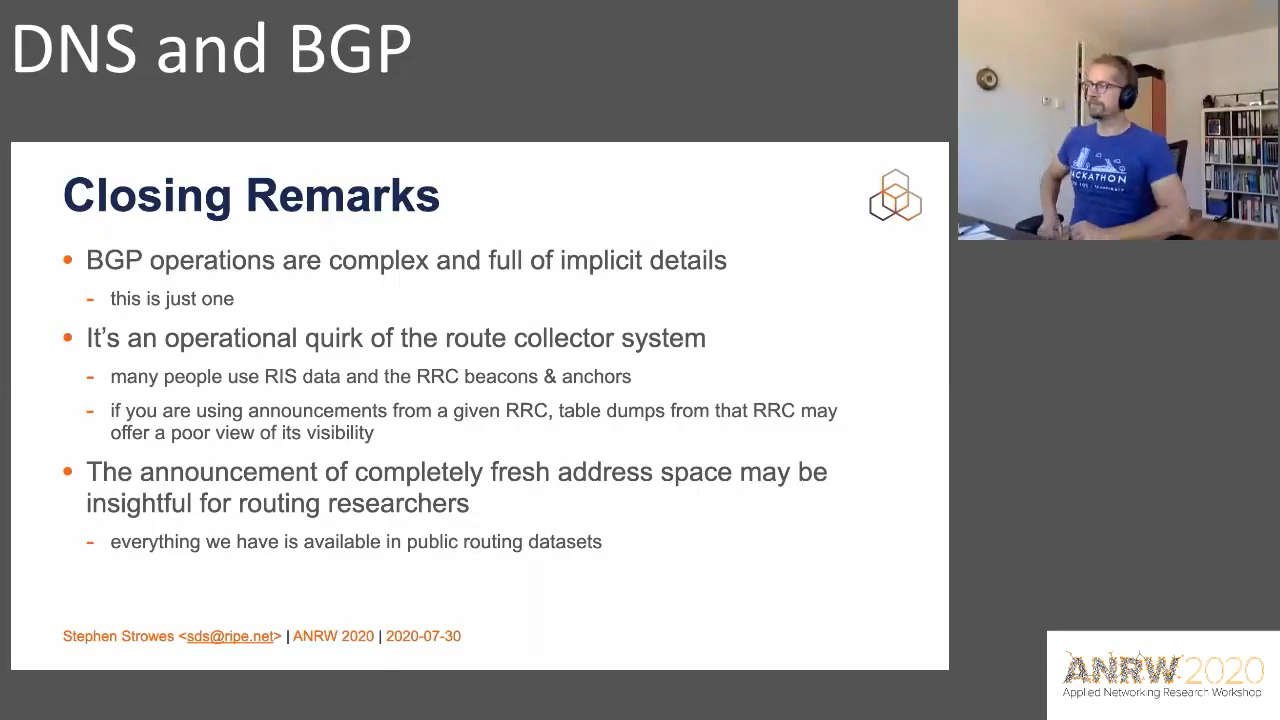 DNS and BGP
Closing Remarks
• BGP operations are complex and full of implicit details
- this is just one
• It's an operational quirk of the route collector system
- many people use RIS data and the RRC beacons & anchors
- if you are using announcements from a given RRC, table dumps from that RRC may
offer a poor view of its visibility
• The announcement of completely fresh address space may be
insightful for routing researchers
- everything we have is available in public routing datasets
Stephen Strowes <sds@ripe.net> | ANRW 2020 | 2020-07-30
ANRW 2020
Applied Networking Research Workshop